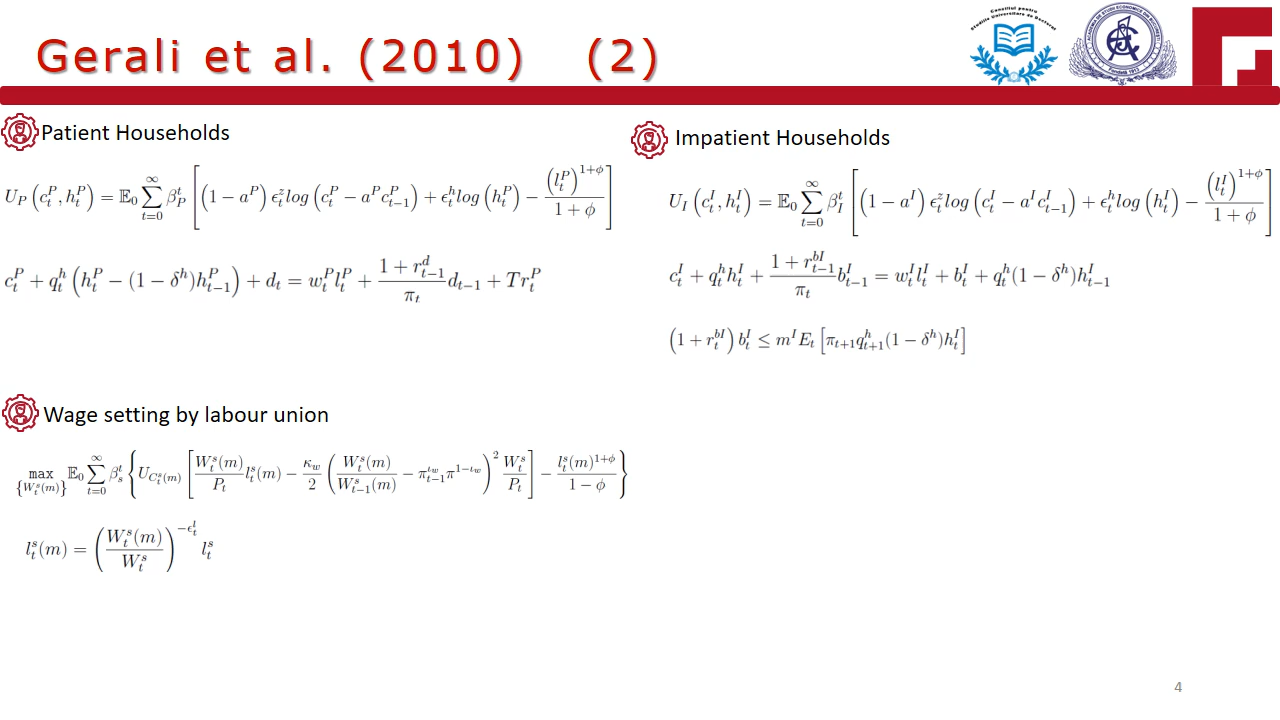 Gerali et al. (2010) (2)
Patient Households
U_P (c_t^P, h_t^P) = 𝔼_0 ∑_{t=0}^{∞} β_P^t [ (1 − a^P) ϵ_t^z log (c_t^P − a^P c_{t−1}^P) + ϵ_t^h log (h_t^P) − (l_t^P)^{1+ϕ} / (1 + ϕ) ]
c_t^P + q_t^h (h_t^P − (1 − δ^h)h_{t−1}^P) + d_t = w_t^P l_t^P + (1 + r_{t−1}^d) / π_t d_{t−1} + Tr_t^P
Impatient Households
U_I (c_t^I, h_t^I) = 𝔼_0 ∑_{t=0}^{∞} β_I^t [ (1 − a^I) ϵ_t^z log (c_t^I − a^I c_{t−1}^I) + ϵ_t^h log (h_t^I) − (l_t^I)^{1+ϕ} / (1 + ϕ) ]
c_t^I + q_t^h h_t^I + (1 + r_{t−1}^{bI}) / π_t b_{t−1}^I = w_t^I l_t^I + b_t^I + q_t^h (1 − δ^h)h_{t−1}^I
(1 + r_t^{bI}) b_t^I ≤ m^I E_t [π_{t+1} q_{t+1}^h (1 − δ^h)h_t^I]
Wage setting by labour union
max_{{W_t^s(m)}} 𝔼_0 ∑_{t=0}^{∞} β_s^t { U_{C_t^s(m)} [ W_t^s(m) / P_t l_t^s(m) − κ_w / 2 ( W_t^s(m) / W_{t−1}^s(m) − π_{t−1}^{ι_w} π^{1−ι_w} )^2 W_t^s / P_t ] − l_t^s(m)^{1+ϕ} / (1 − ϕ) }
l_t^s(m) = ( W_t^s(m) / W_t^s )^{−ϵ_t^l} l_t^s
4